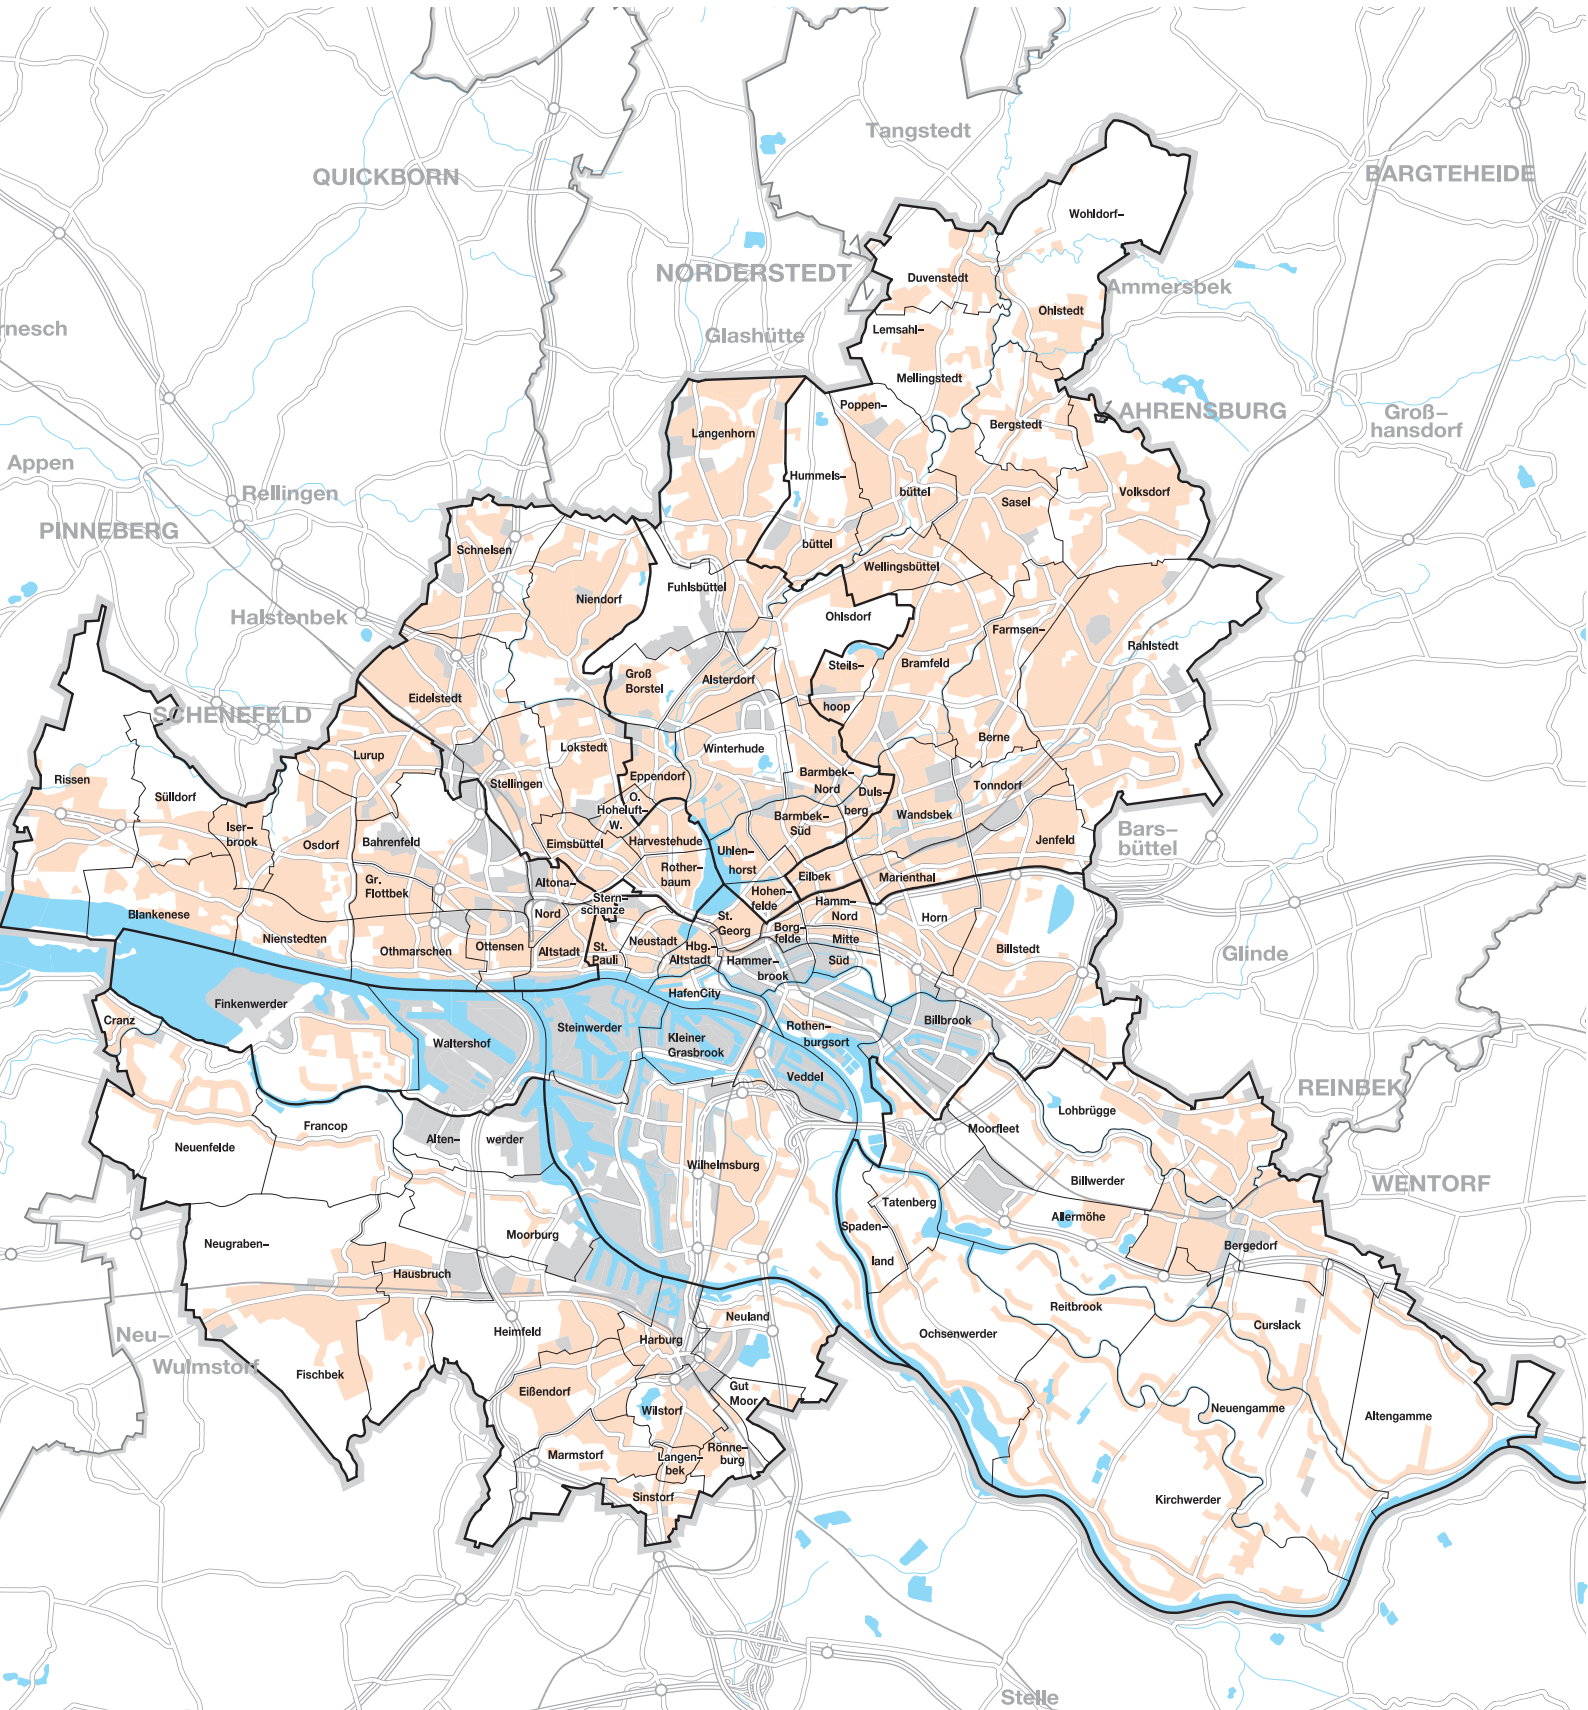 Tangstedt
QUICKBORN
BARGTEHEIDE
Wohldorf–
NORDERSTEDT
Duvenstedt
Ammersbek
Ohlstedt
rnesch
Glashütte
Lemsahl–
Mellingstedt
Poppen–
AHRENSBURG
Groß–
hansdorf
Bergstedt
Langenhorn
Appen
Hummels–
büttel
Volksdorf
Rellingen
Sasel
PINNEBERG
Schnelsen
büttel
Wellingsbüttel
Fuhlsbüttel
Niendorf
Halstenbek
Ohlsdorf
Farmsen–
Rahlstedt
Steils–
Bramfeld
Groß
Borstel
Alsterdorf
Eidelstedt
hoop
SCHENEFELD
Berne
Lokstedt
Winterhude
Lurup
Rissen
Stellingen
Eppendorf
Barmbek–
Nord
Tonndorf
Sülldorf
O.
Hoheluft–
W.
Duls–
berg
Wandsbek
Barmbek–
Süd
Iser–
brook
Osdorf
Bahrenfeld
Eimsbüttel
Harvestehude
Uhlen–
horst
Jenfeld
Bars–
büttel
Rother–
baum
Eilbek
Marienthal
Gr.
Flottbek
Altona–
Nord
Stern–
schanze
Hohen–
felde
Hamm–
Nord
Blankenese
St.
Georg
Horn
Borg–
felde
Mitte
Nienstedten
Othmarschen
Ottensen
Altstadt
St.
Pauli
Neustadt
Hbg.–
Altstadt
Hammer–
brook
Süd
Billstedt
Glinde
HafenCity
Finkenwerder
Cranz
Steinwerder
Rothen–
burgsort
Billbrook
Waltershof
Kleiner
Grasbrook
Veddel
REINBEK
Lohbrügge
Francop
Moorfleet
Neuenfelde
Alten–
werder
Wilhelmsburg
Billwerder
WENTORF
Tatenberg
Allermöhe
Spaden–
land
Moorburg
Neugraben–
Bergedorf
Hausbruch
Reitbrook
Neuland
Curslack
Heimfeld
Ochsenwerder
Neu–
Wulmstorf
Harburg
Fischbek
Gut
Moor
Eißendorf
Neuengamme
Altengamme
Wilstorf
Marmstorf
Rönne–
burg
Langen–
bek
Sinstorf
Kirchwerder
Stelle